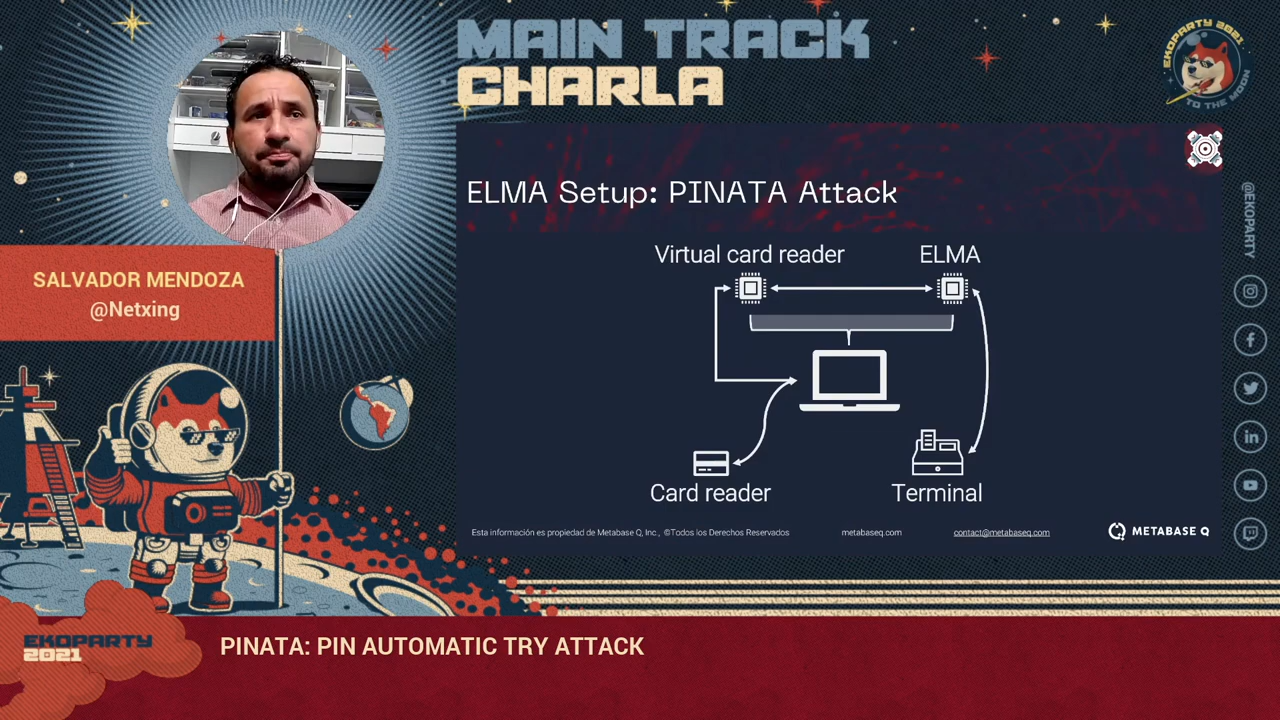 MAIN TRACK
CHARLA
EKOPARTY 2021
TO THE MOON
SALVADOR MENDOZA
@Netxing
ELMA Setup: PINATA Attack
Virtual card reader
ELMA
Card reader
Terminal
Esta información es propiedad de Metabase Q, Inc., ©Todos los Derechos Reservados
metabaseq.com
contact@metabaseq.com
METABASE Q
@EKOPARTY
EKOPARTY
2021
PINATA: PIN AUTOMATIC TRY ATTACK